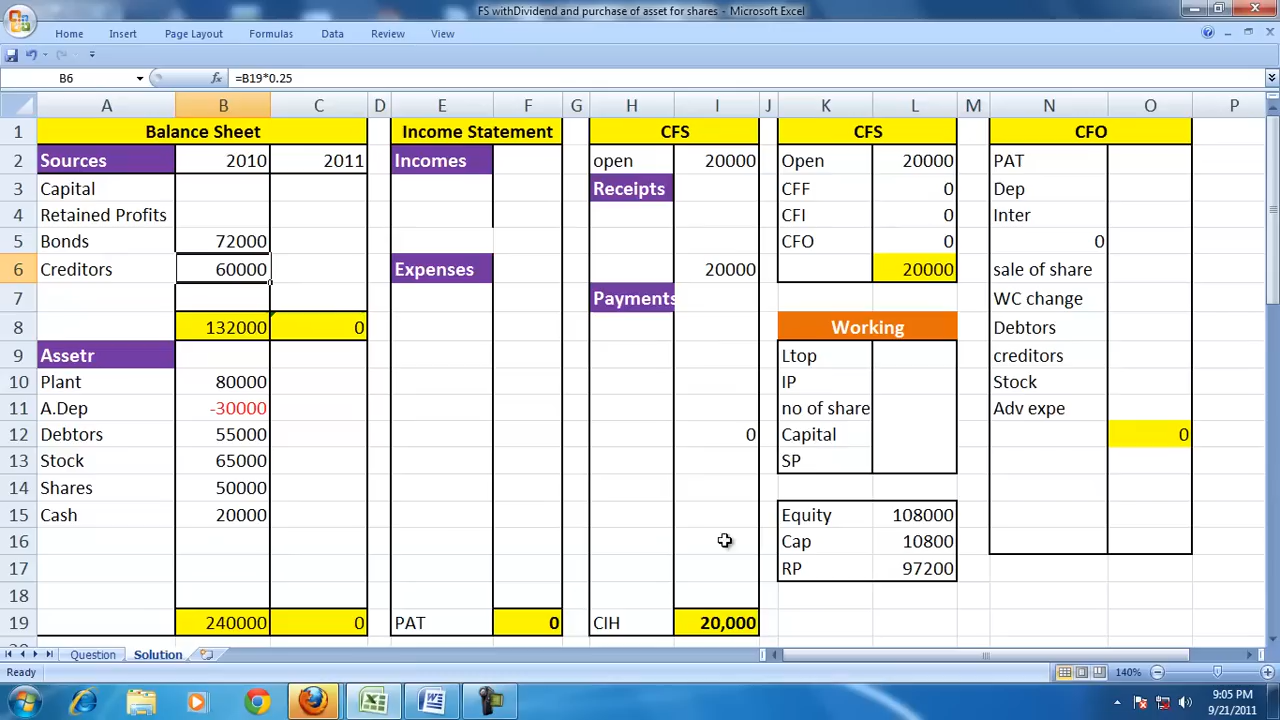 FS withDividend and purchase of asset for shares - Microsoft Excel
Home Insert Page Layout Formulas Data Review View
B6 fx =B19*0.25
A B C D E F G H I J K L M N O P
1 Balance Sheet Income Statement CFS CFS CFO
2 Sources 2010 2011 Incomes open 20000 Open 20000 PAT
3 Capital Receipts CFF 0 Dep
4 Retained Profits CFI 0 Inter
5 Bonds 72000 CFO 0 0
6 Creditors 60000 Expenses 20000 20000 sale of share
7 Payments WC change
8 132000 0 Working Debtors
9 Assetr Ltop creditors
10 Plant 80000 IP Stock
11 A.Dep -30000 no of share Adv expe
12 Debtors 55000 0 Capital 0
13 Stock 65000 SP
14 Shares 50000
15 Cash 20000 Equity 108000
16 Cap 10800
17 RP 97200
18
19 240000 0 PAT 0 CIH 20,000
Question Solution
Ready 140%
9:05 PM
9/21/2011